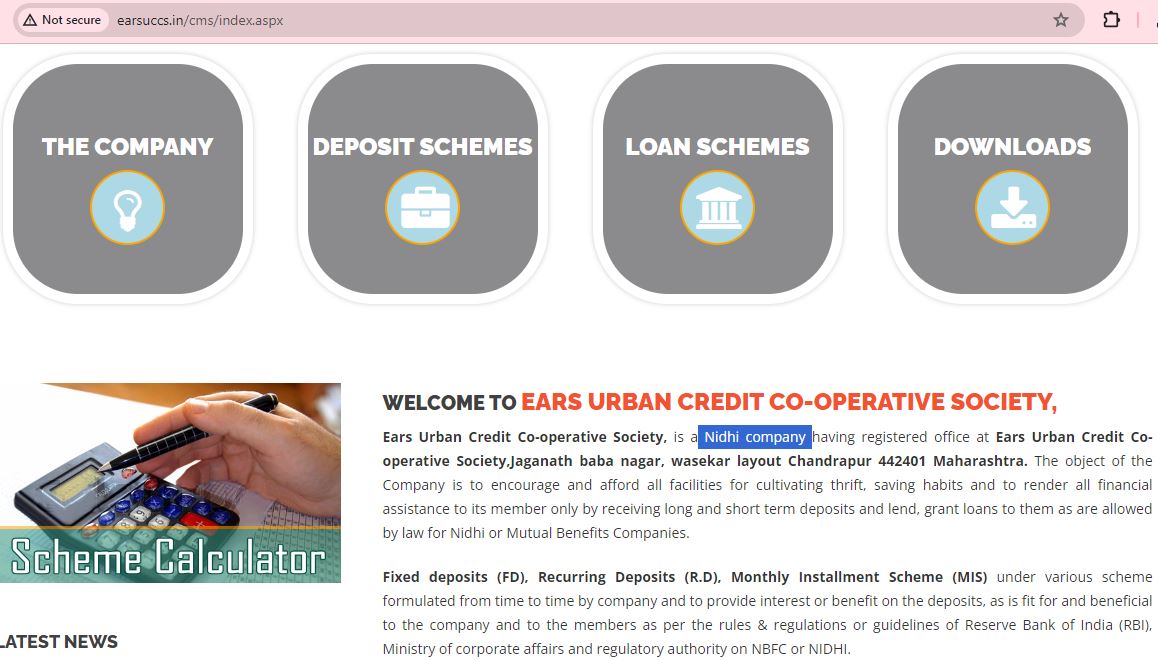 Not secure earsuccs.in/cms/index.aspx
THE COMPANY
DEPOSIT SCHEMES
LOAN SCHEMES
DOWNLOADS
Scheme Calculator
LATEST NEWS
WELCOME TO EARS URBAN CREDIT CO-OPERATIVE SOCIETY,
Ears Urban Credit Co-operative Society, is a Nidhi company having registered office at Ears Urban Credit Co-
operative Society,Jaganath baba nagar, wasekar layout Chandrapur 442401 Maharashtra. The object of the
Company is to encourage and afford all facilities for cultivating thrift, saving habits and to render all financial
assistance to its member only by receiving long and short term deposits and lend, grant loans to them as are allowed
by law for Nidhi or Mutual Benefits Companies.
Fixed deposits (FD), Recurring Deposits (R.D), Monthly Installment Scheme (MIS) under various scheme
formulated from time to time by company and to provide interest or benefit on the deposits, as is fit for and beneficial
to the company and to the members as per the rules & regulations or guidelines of Reserve Bank of India (RBI),
Ministry of corporate affairs and regulatory authority on NBFC or NIDHI.